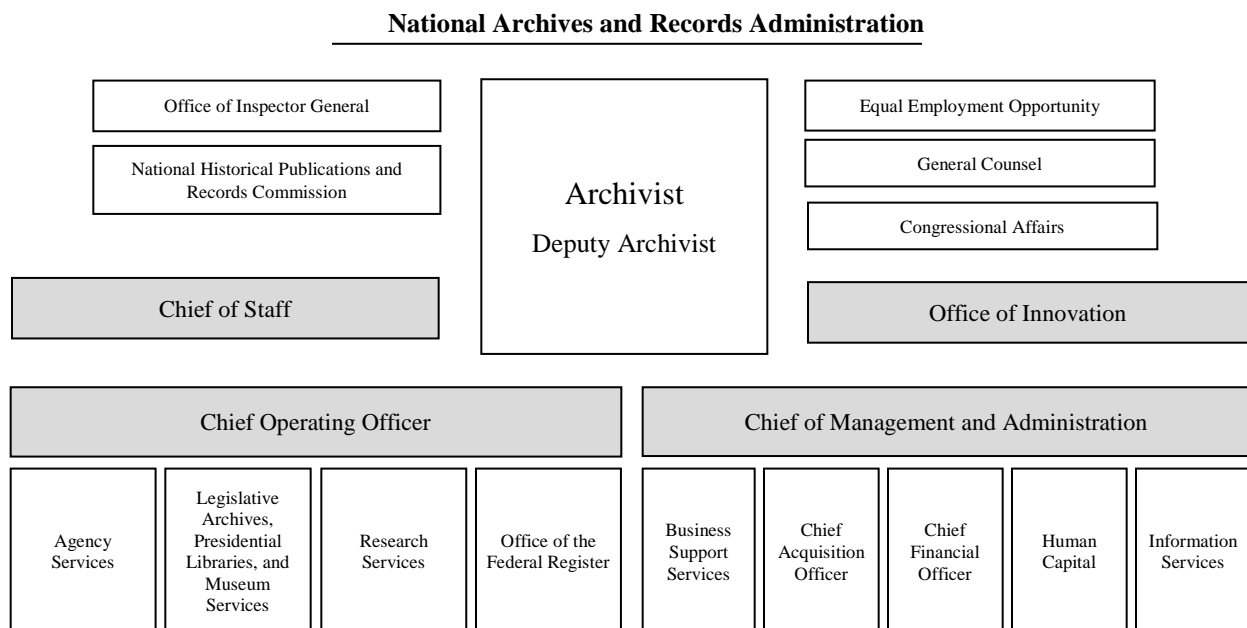 National Archives and Records Administration
Office of Inspector General
National Historical Publications and
Records Commission
Archivist
Deputy Archivist
Equal Employment Opportunity
General Counsel
Congressional Affairs
Chief of Staff
Office of Innovation
Chief Operating Officer
Chief of Management and Administration
Agency
Services
Legislative
Archives,
Presidential
Libraries, and
Museum
Services
Research
Services
Office of the
Federal Register
Business
Support
Services
Chief
Acquisition
Officer
Chief
Financial
Officer
Human
Capital
Information
Services